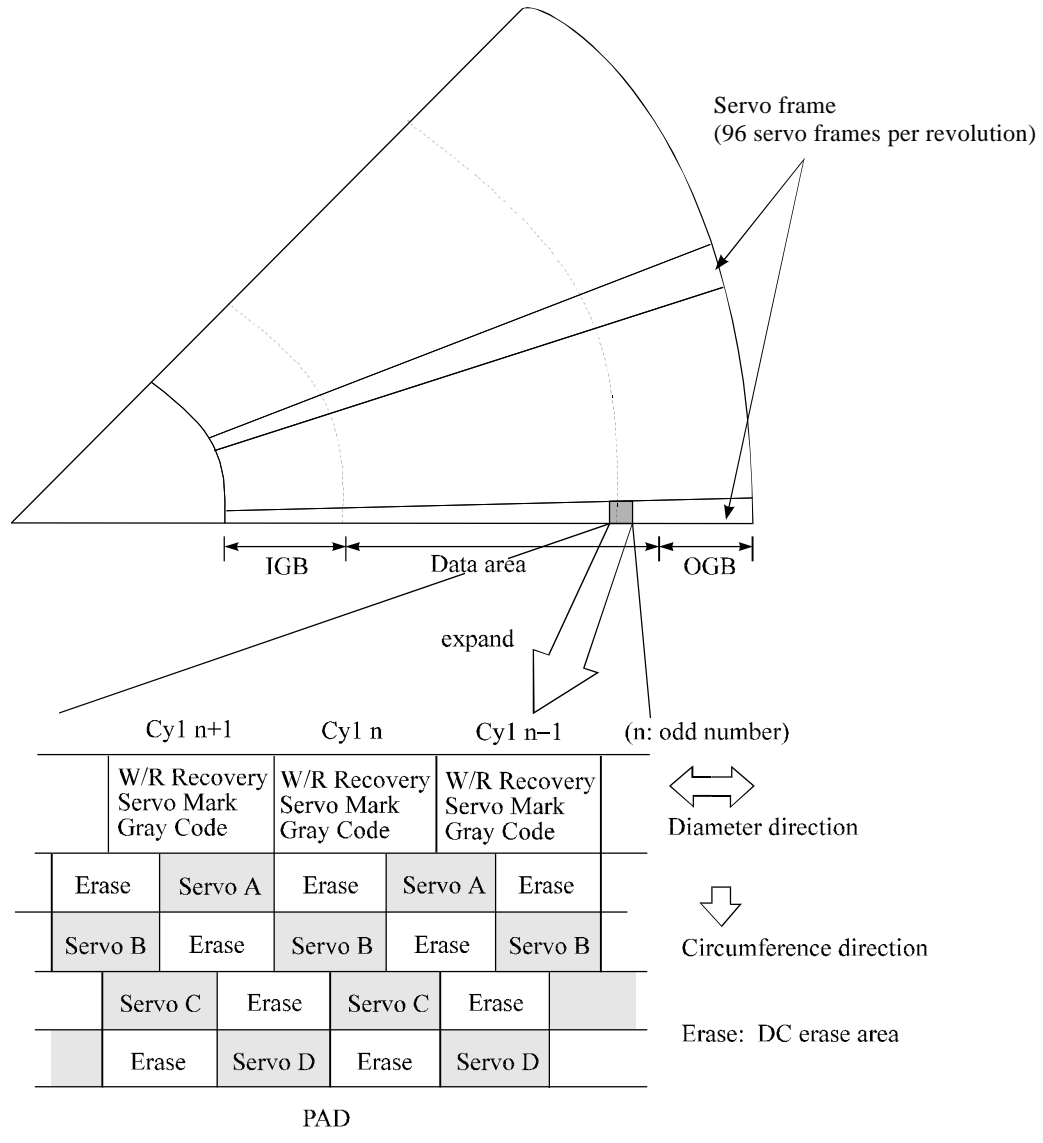 Servo frame
(96 servo frames per revolution)
IGB
Data area
OGB
expand
Cy1 n+1
Cy1 n
Cy1 n−1
(n: odd number)
W/R Recovery
Servo Mark
Gray Code
W/R Recovery
Servo Mark
Gray Code
W/R Recovery
Servo Mark
Gray Code
Diameter direction
Erase Servo A Erase Servo A Erase
Servo B Erase Servo B Erase Servo B
Circumference direction
Servo C Erase Servo C Erase
Erase: DC erase area
Erase Servo D Erase Servo D
PAD